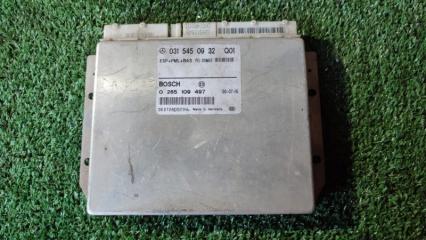 031 545 09 32 Q01
ESP+PML+BAS
BOSCH
0 265 109 497
Made in Germany